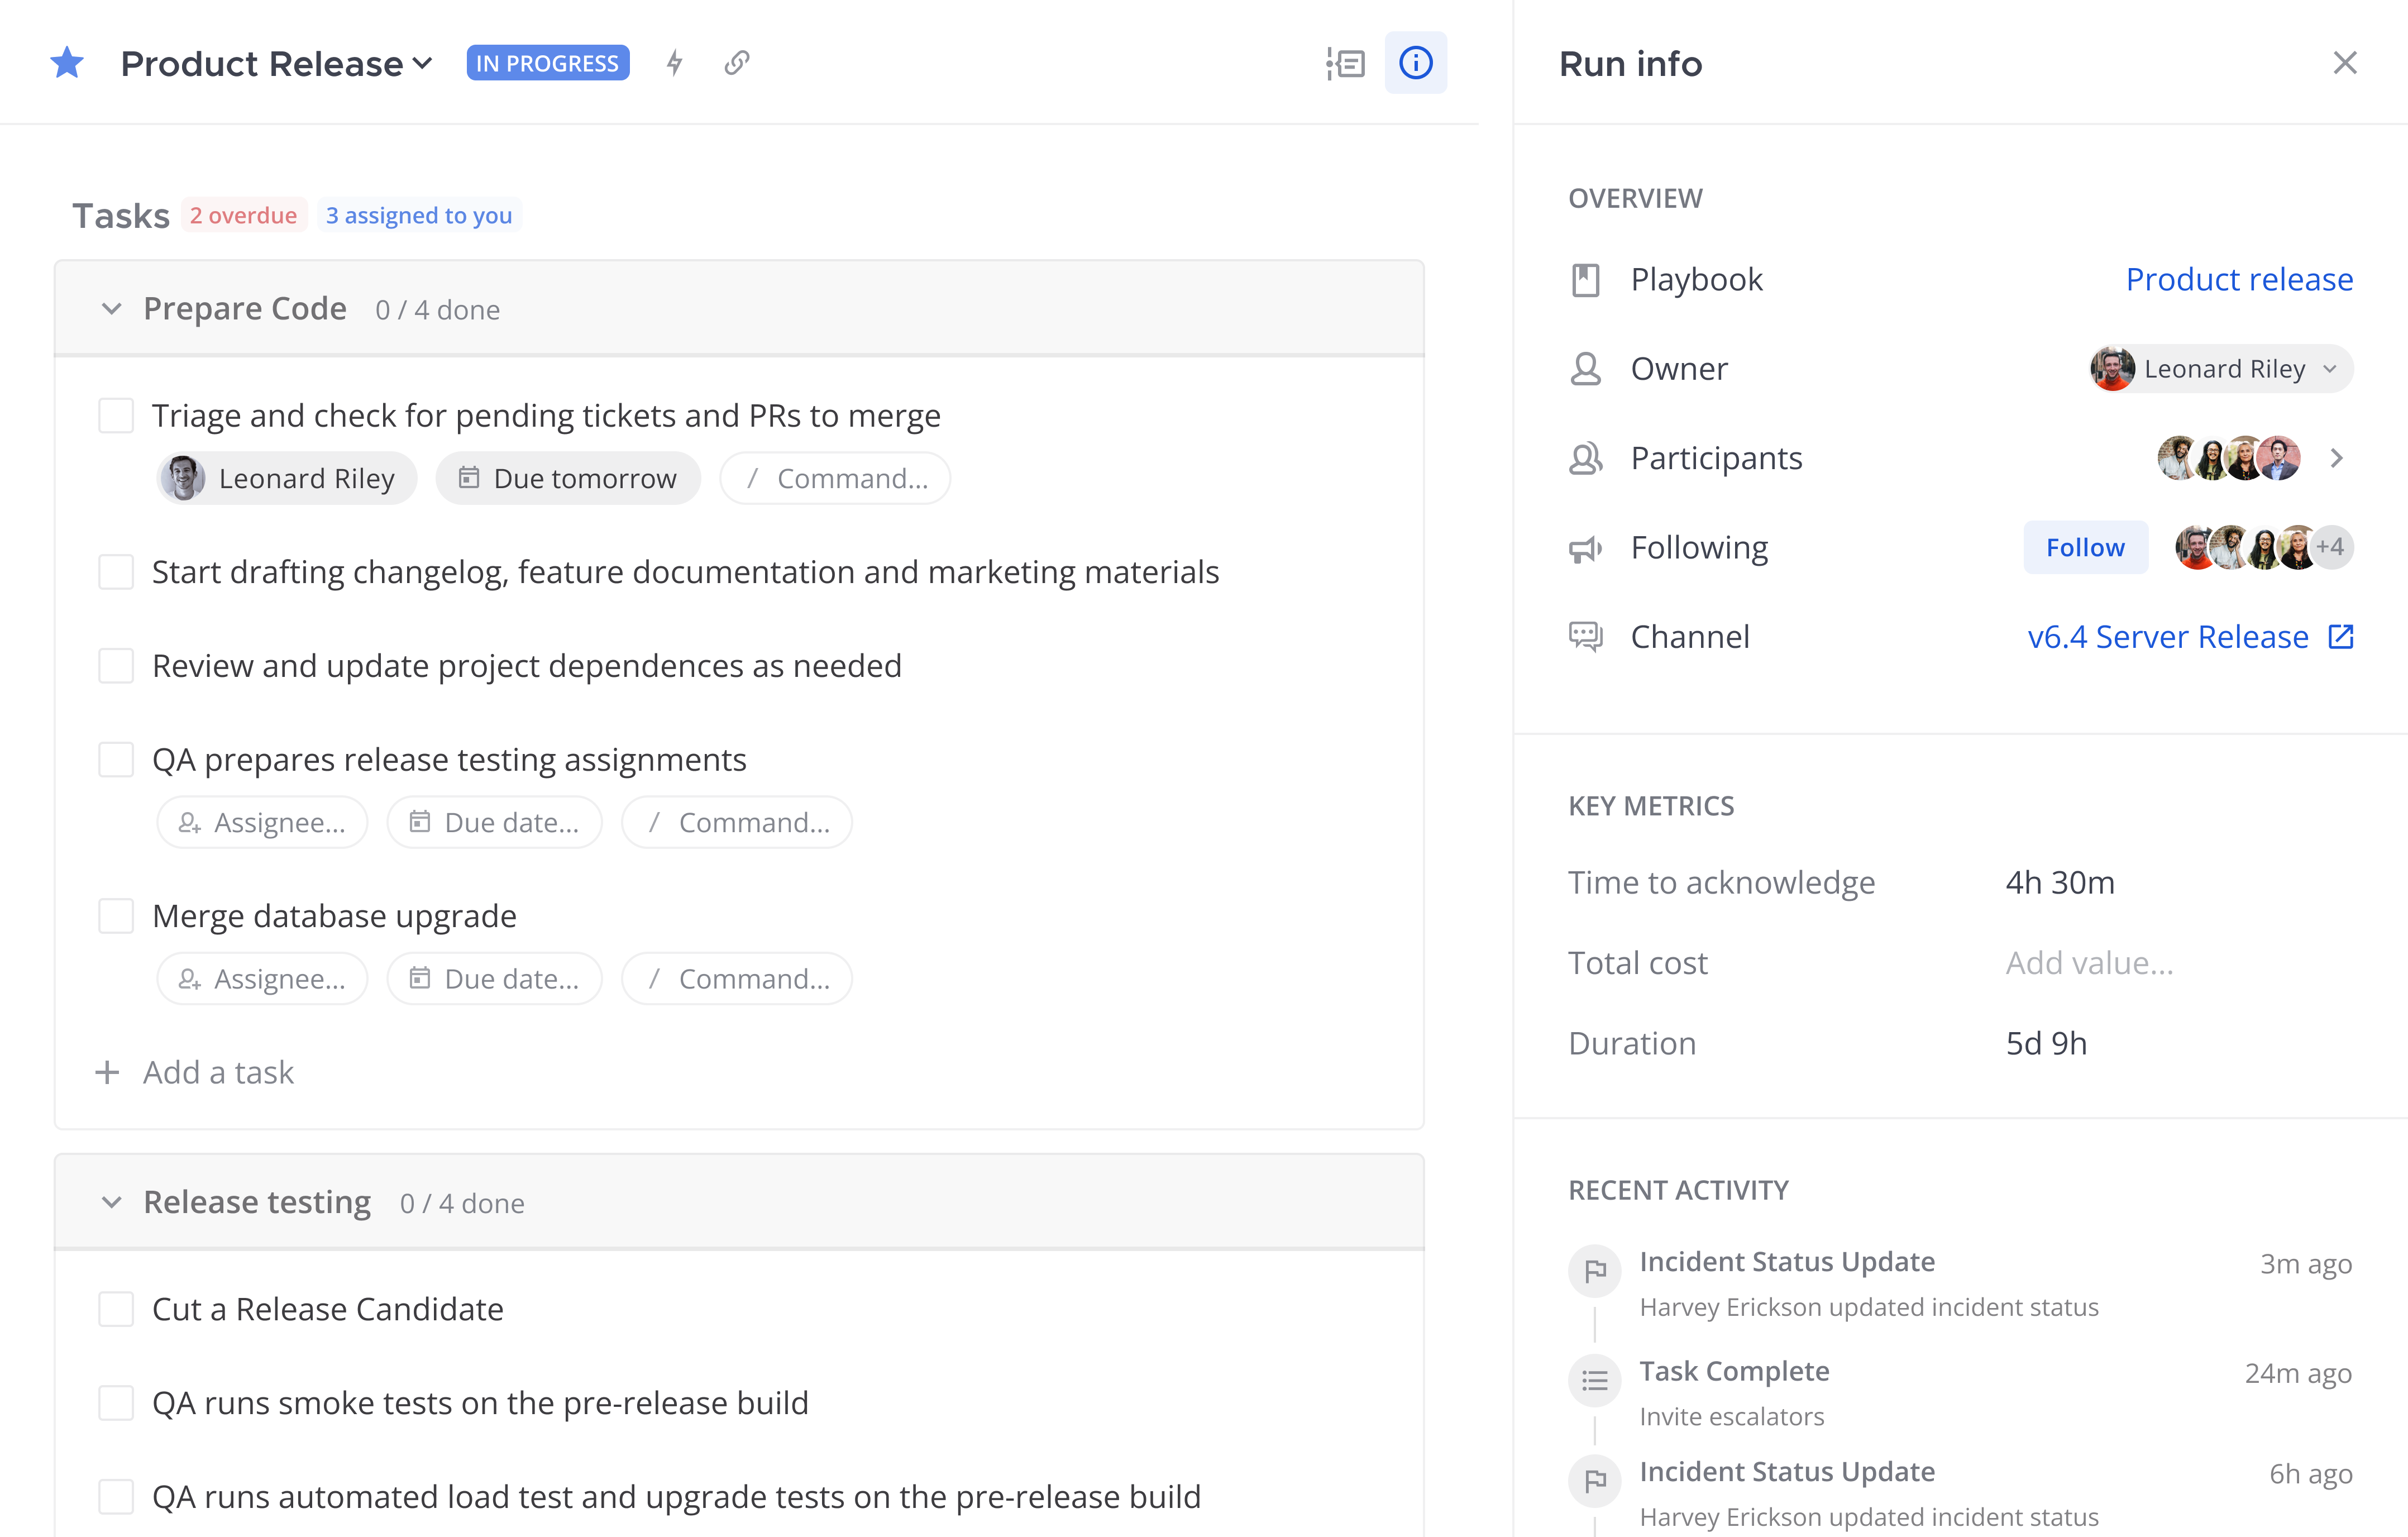 Product Release
IN PROGRESS
Tasks 2 overdue 3 assigned to you
Prepare Code 0 / 4 done
Triage and check for pending tickets and PRs to merge
Leonard Riley Due tomorrow / Command...
Start drafting changelog, feature documentation and marketing materials
Review and update project dependences as needed
QA prepares release testing assignments
Assignee... Due date... / Command...
Merge database upgrade
Assignee... Due date... / Command...
+ Add a task
Release testing 0 / 4 done
Cut a Release Candidate
QA runs smoke tests on the pre-release build
QA runs automated load test and upgrade tests on the pre-release build
Run info
OVERVIEW
Playbook Product release
Owner Leonard Riley
Participants
Following Follow +4
Channel v6.4 Server Release
KEY METRICS
Time to acknowledge 4h 30m
Total cost Add value...
Duration 5d 9h
RECENT ACTIVITY
Incident Status Update 3m ago
Harvey Erickson updated incident status
Task Complete 24m ago
Invite escalators
Incident Status Update 6h ago
Harvey Erickson updated incident status